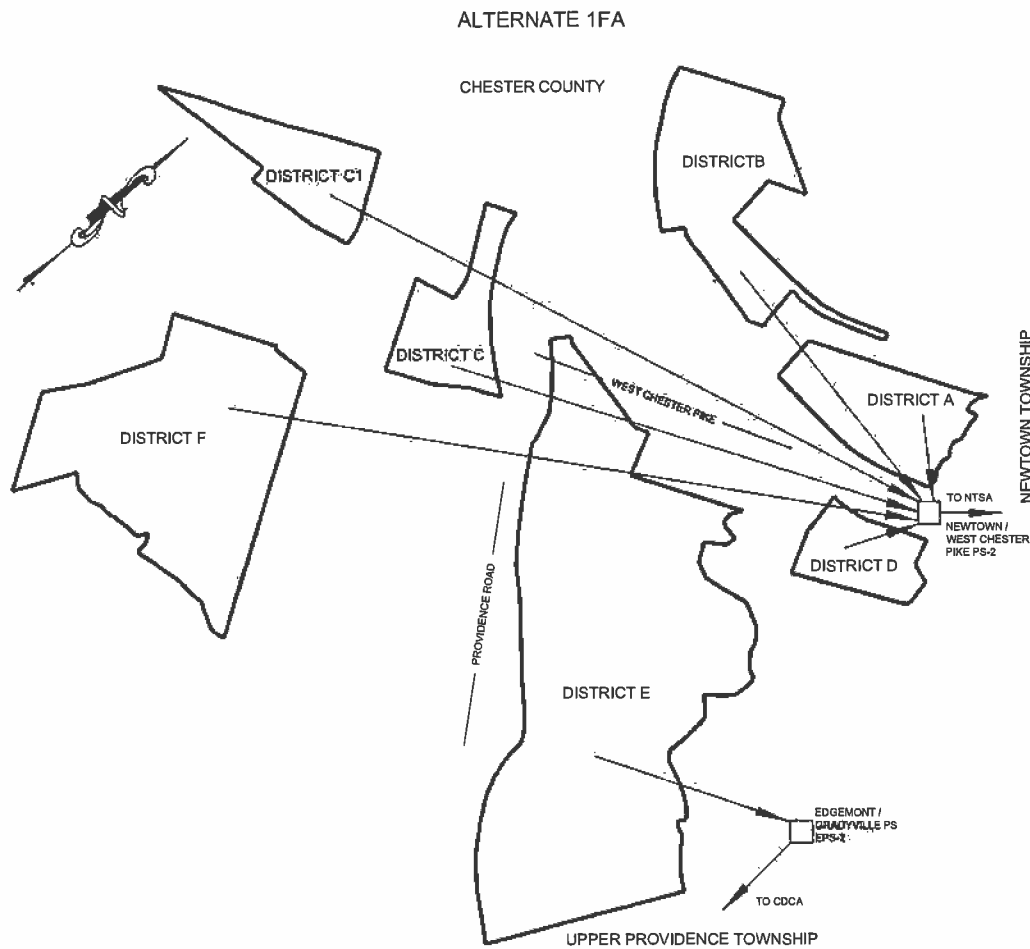 ALTERNATE 1FA
CHESTER COUNTY
DISTRICTB
DISTRICT C1
DISTRICT C
WEST CHESTER PIKE
DISTRICT A
NEWTOWN TOWNSHIP
DISTRICT F
TO NTSA
NEWTOWN /
WEST CHESTER
PIKE PS-2
DISTRICT D
PROVIDENCE ROAD
DISTRICT E
EDGEMONT /
GRADYVILLE PS
EPS-2
TO CDCA
UPPER PROVIDENCE TOWNSHIP